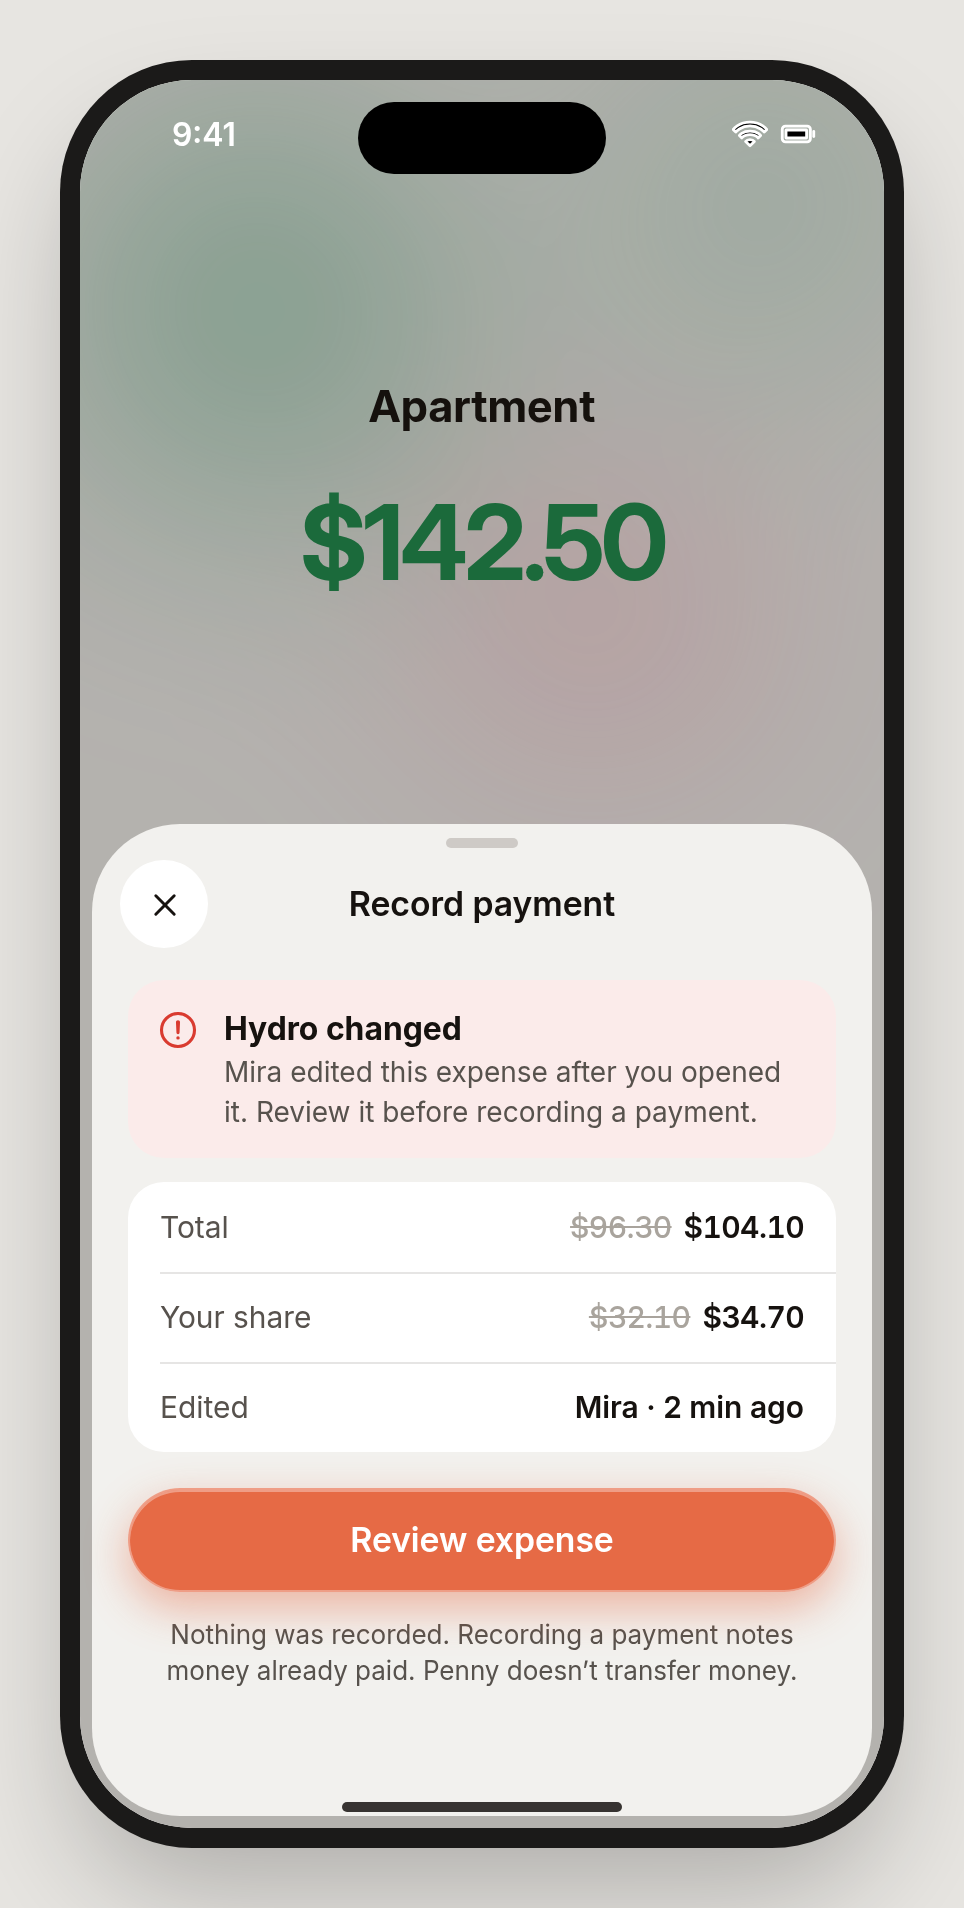 9:41
Apartment
$142.50
Record payment
Hydro changed
Mira edited this expense after you opened
it. Review it before recording a payment.
Total $96.30 $104.10
Your share $32.10 $34.70
Edited Mira · 2 min ago
Review expense
Nothing was recorded. Recording a payment notes
money already paid. Penny doesn’t transfer money.